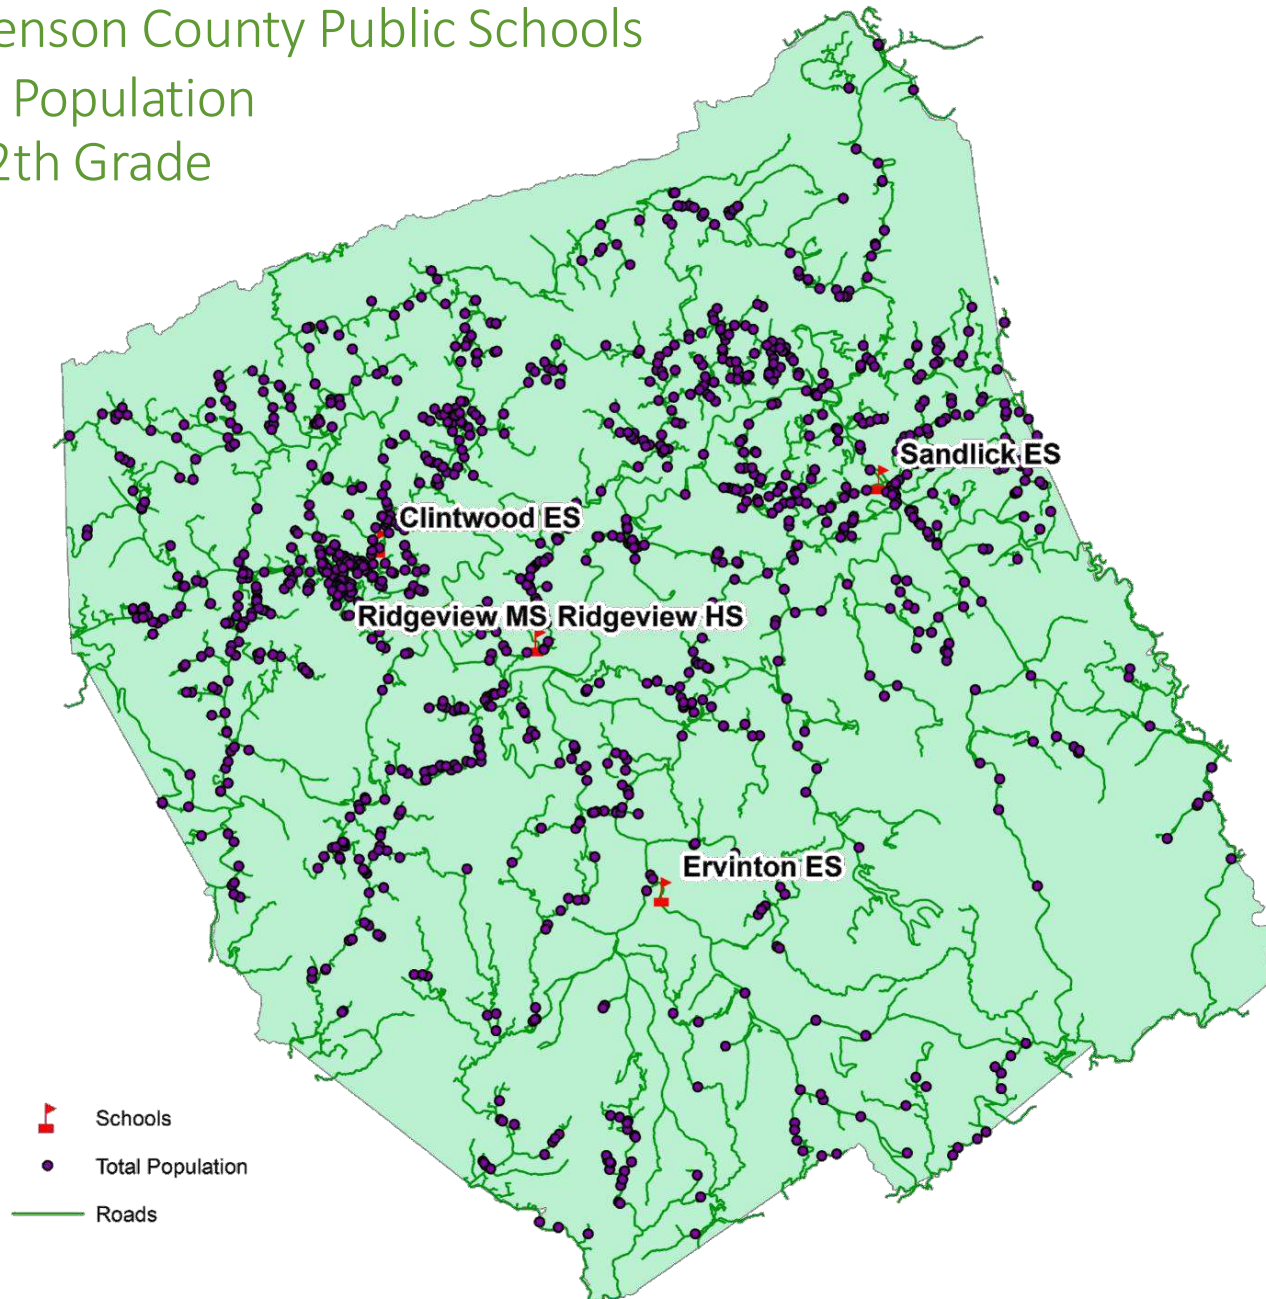 enson County Public Schools
Population
2th Grade
Sandlick ES
Clintwood ES
Ridgeview MS Ridgeview HS
Ervinton ES
Schools
Total Population
Roads